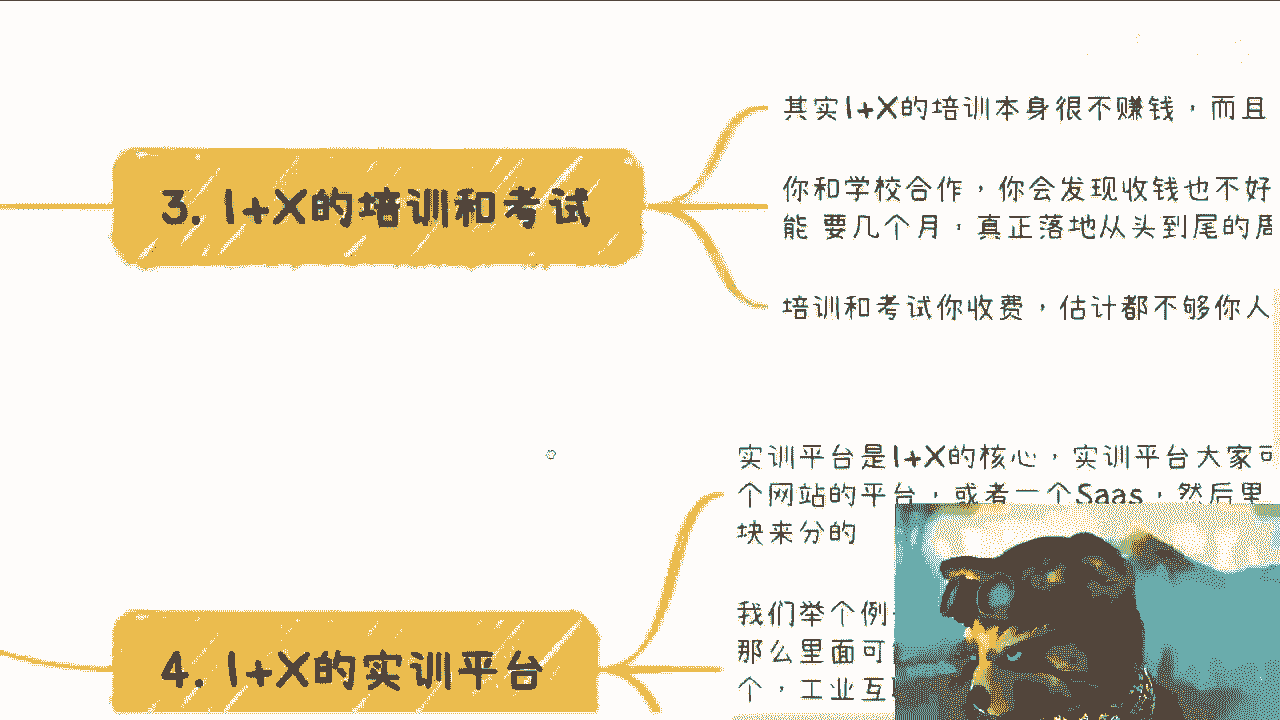 其实1+X的培训本身很不赚钱，而且
你和学校合作，你会发现收钱也不好
能 要几个月，真正落地从头到尾的周
3. 1+X的培训和考试
培训和考试你收费，估计都不够你人
实训平台是1+X的核心，实训平台大家可
个网站的平台，或者一个Saas，然后里
块来分的
我们举个例
那么里面可
个，工业互
4. 1+X的实训平台